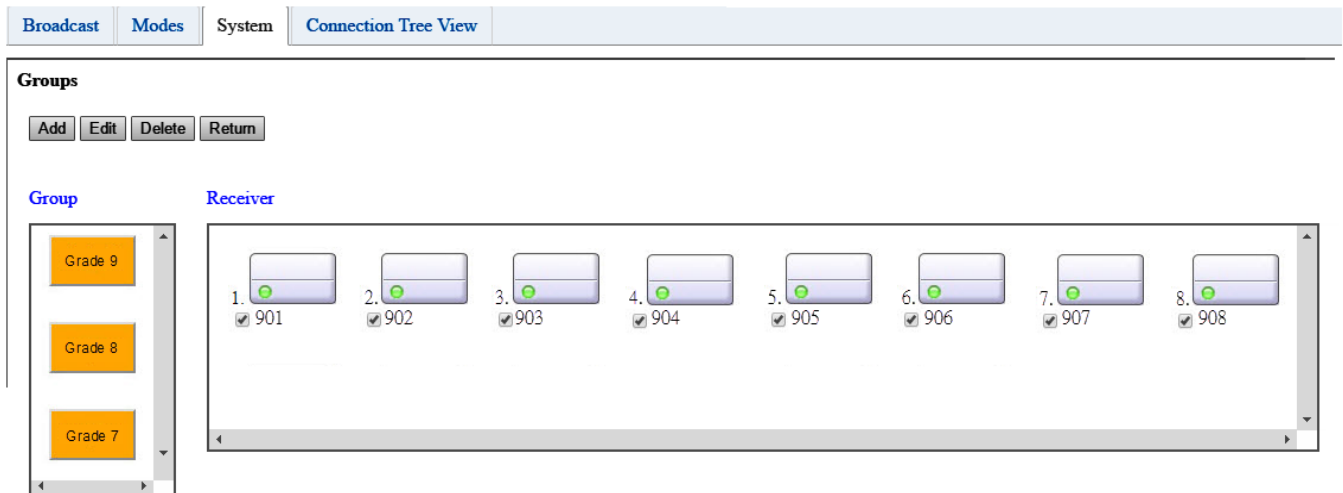 Broadcast Modes System Connection Tree View
Groups
Add Edit Delete Return
Group Receiver
Grade 9
1. 2. 3. 4. 5. 6. 7. 8.
901 902 903 904 905 906 907 908
Grade 8
Grade 7